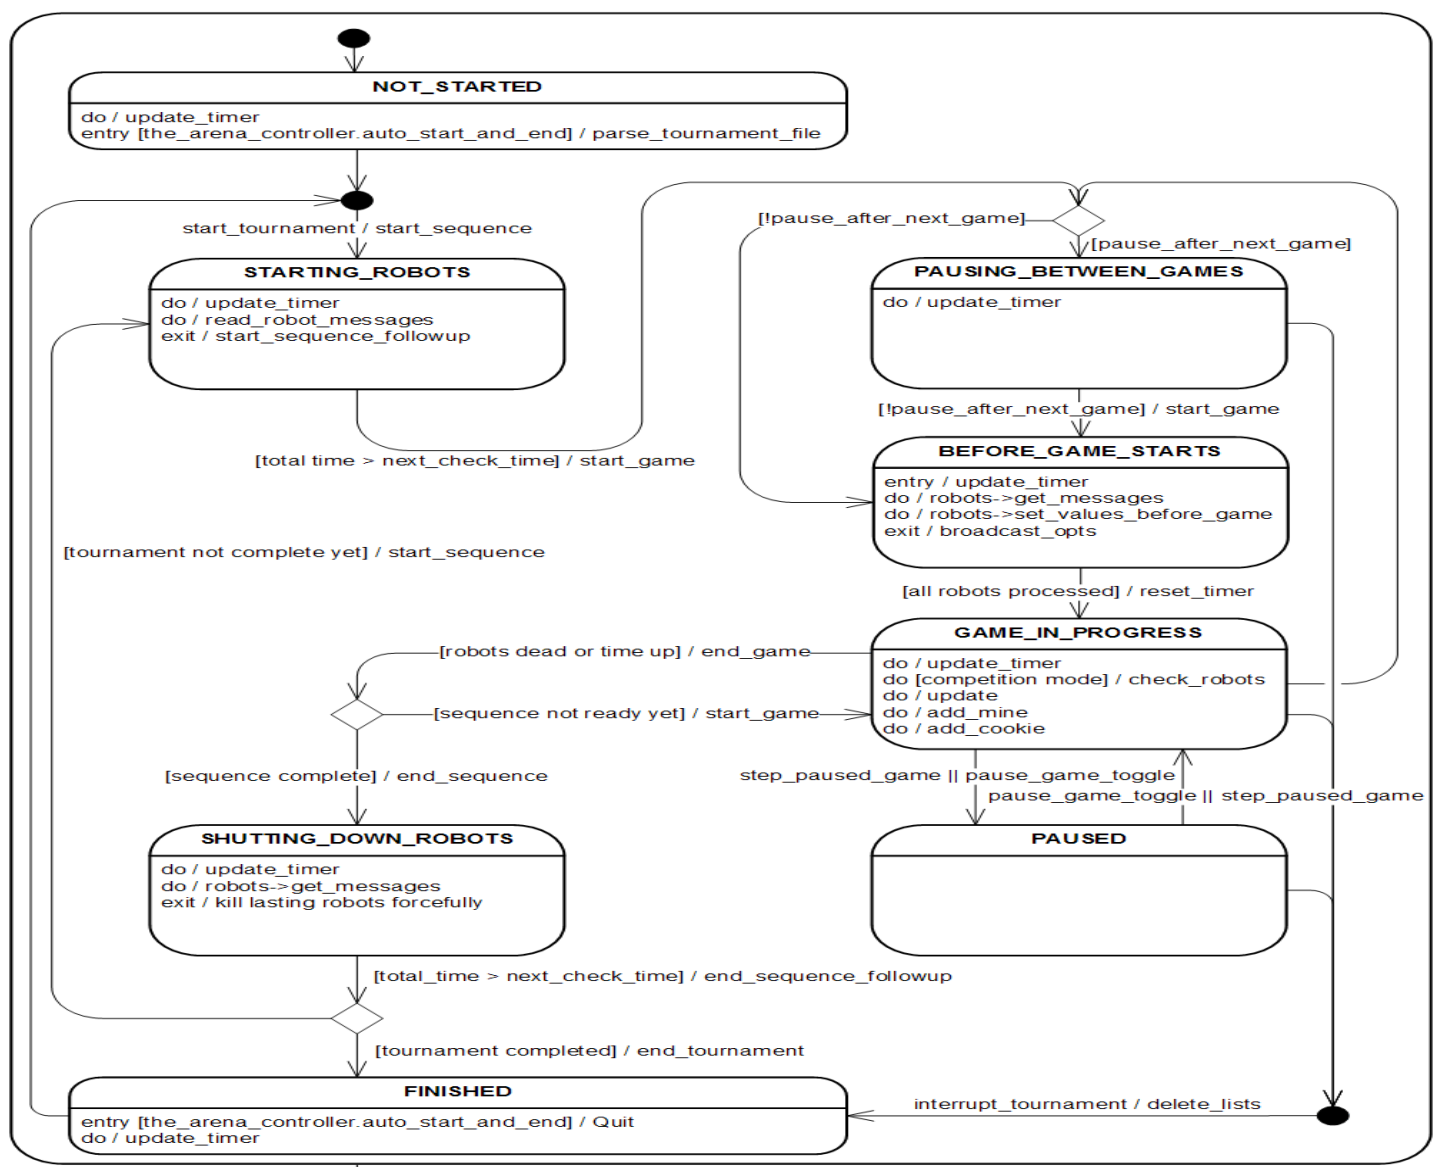 NOT_STARTED
do / update_timer
entry [the_arena_controller.auto_start_and_end] / parse_tournament_file
start_tournament / start_sequence
STARTING_ROBOTS
do / update_timer
do / read_robot_messages
exit / start_sequence_followup
[total time > next_check_time] / start_game
[!pause_after_next_game]
[pause_after_next_game]
PAUSING_BETWEEN_GAMES
do / update_timer
[!pause_after_next_game] / start_game
BEFORE_GAME_STARTS
entry / update_timer
do / robots->get_messages
do / robots->set_values_before_game
exit / broadcast_opts
[all robots processed] / reset_timer
[tournament not complete yet] / start_sequence
GAME_IN_PROGRESS
do / update_timer
do [competition mode] / check_robots
do / update
do / add_mine
do / add_cookie
[robots dead or time up] / end_game
[sequence not ready yet] / start_game
[sequence complete] / end_sequence
step_paused_game || pause_game_toggle
pause_game_toggle || step_paused_game
SHUTTING_DOWN_ROBOTS
do / update_timer
do / robots->get_messages
exit / kill lasting robots forcefully
PAUSED
[total_time > next_check_time] / end_sequence_followup
[tournament completed] / end_tournament
FINISHED
entry [the_arena_controller.auto_start_and_end] / Quit
do / update_timer
interrupt_tournament / delete_lists